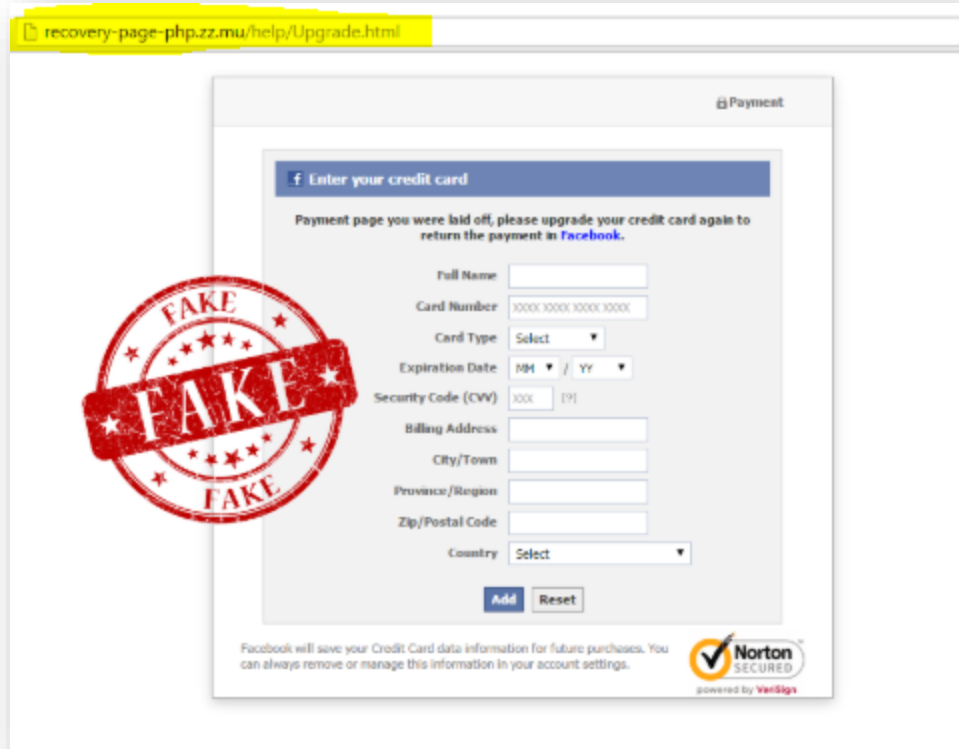 recovery-page-php.zz.mu/help/Upgrade.html
Payment
f Enter your credit card
Payment page you were laid off, please upgrade your credit card again to
return the payment in Facebook.
Full Name
Card Number XXXX XXXX XXXX XXXX
Card Type Select
Expiration Date MM / YY
Security Code (CVV) XXX [?]
Billing Address
City/Town
Province/Region
Zip/Postal Code
Country Select
Add Reset
Facebook will save your Credit Card data information for future purchases. You
can always remove or manage this information in your account settings.
Norall
Norton
SECURED
powered by VeriSign
FAKE
FAKE
FAKE